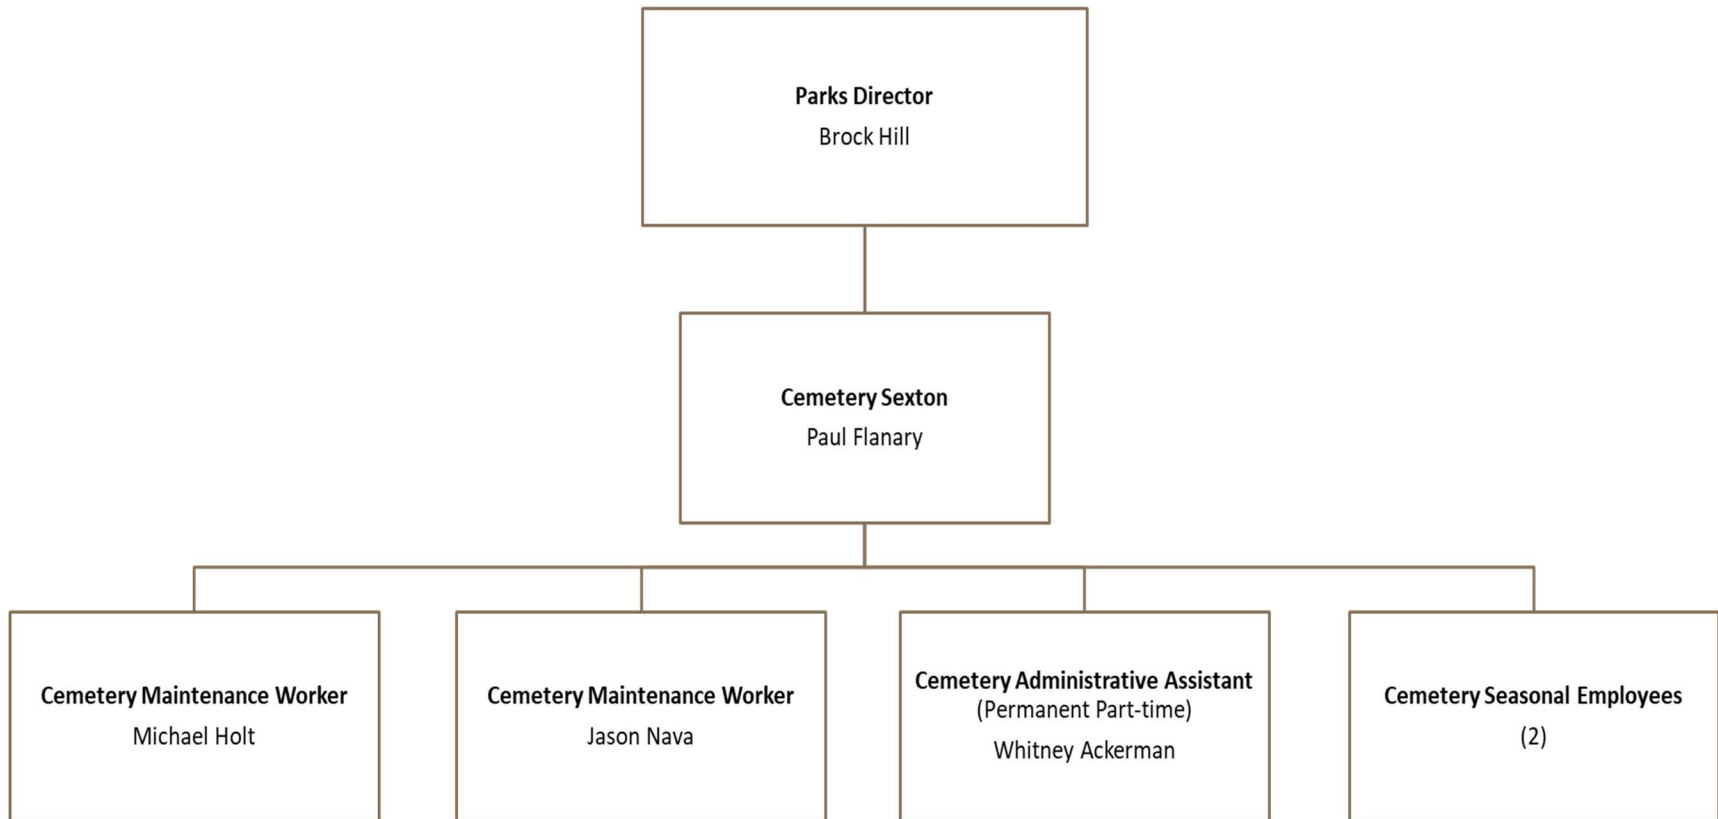 Parks Director
Brock Hill
Cemetery Sexton
Paul Flanary
Cemetery Maintenance Worker
Michael Holt
Cemetery Maintenance Worker
Jason Nava
Cemetery Administrative Assistant
(Permanent Part-time)
Whitney Ackerman
Cemetery Seasonal Employees
(2)